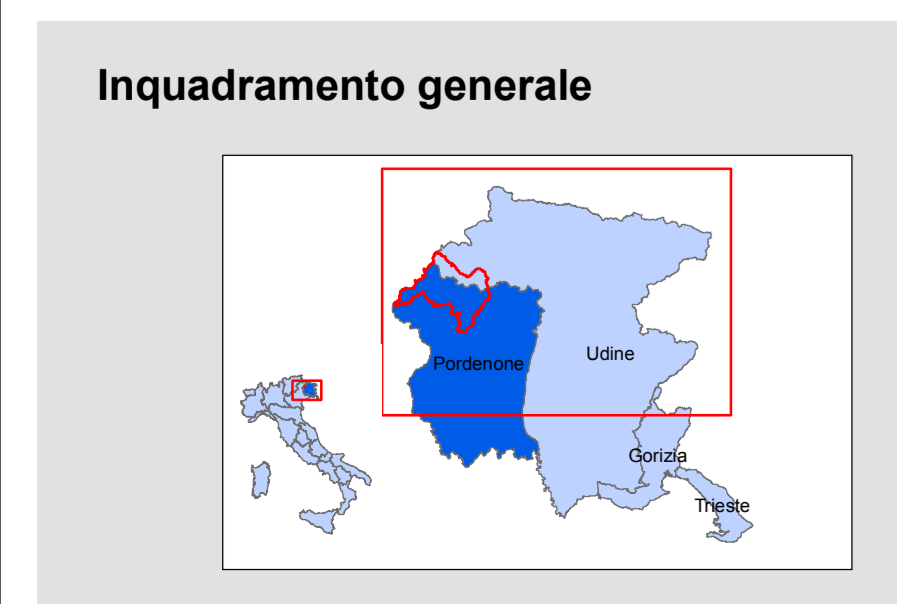 Inquadramento generale
Pordenone
Udine
Gorizia
Trieste